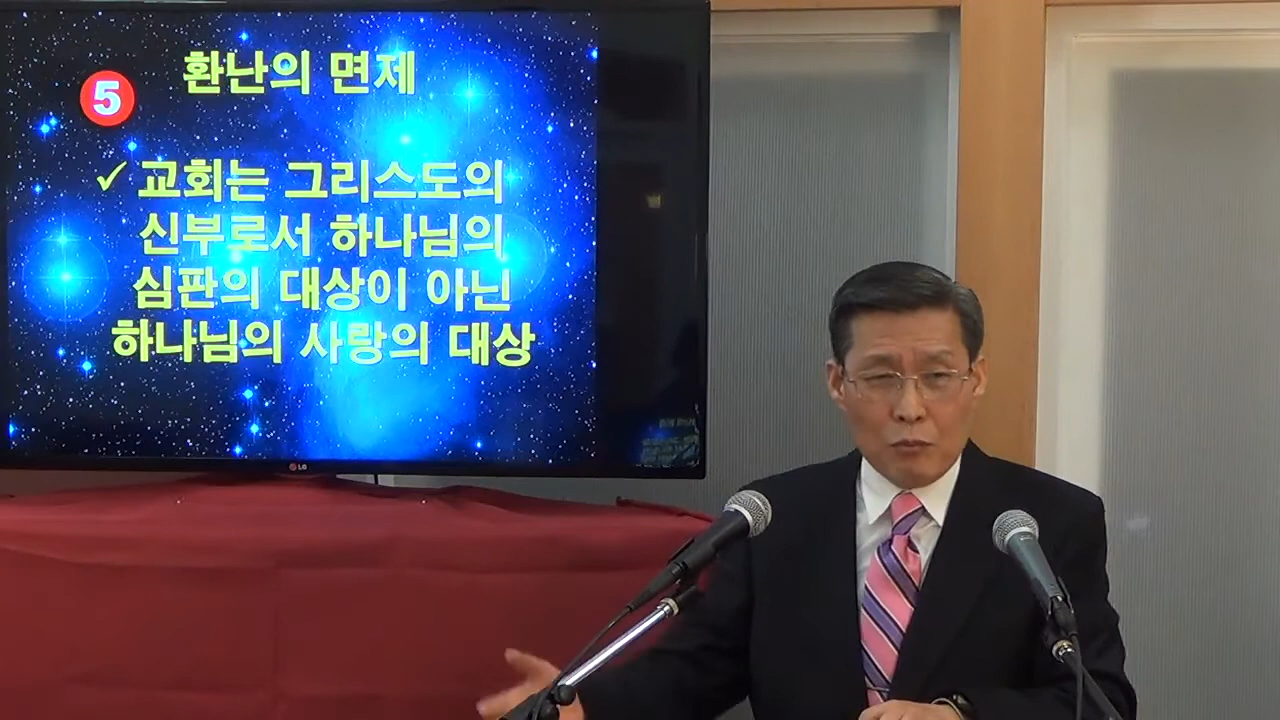 환난의 면제
5
✓ 교회는 그리스도의
신부로서 하나님의
심판의 대상이 아닌
하나님의 사랑의 대상
LG